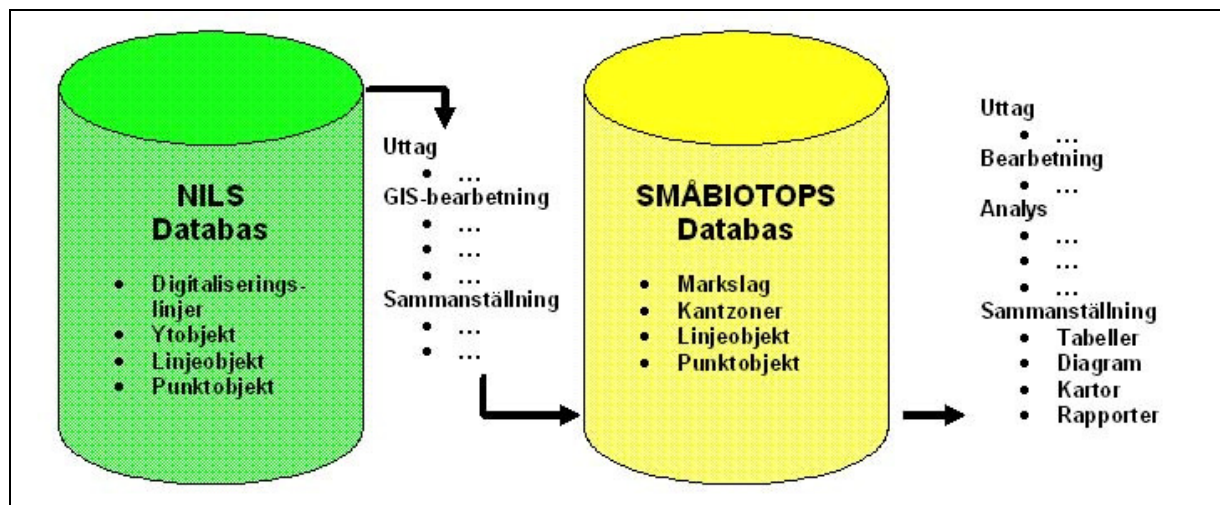 NILS
Databas
• Digitaliserings-
linjer
• Ytobjekt
• Linjeobjekt
• Punktobjekt
Uttag
• ...
GIS-bearbetning
• ...
• ...
• ...
Sammanställning
• ...
• ...
SMÅBIOTOPS
Databas
• Markslag
• Kantzoner
• Linjeobjekt
• Punktobjekt
Uttag
• ...
Bearbetning
• ...
Analys
• ...
• ...
• ...
Sammanställning
• Tabeller
• Diagram
• Kartor
• Rapporter